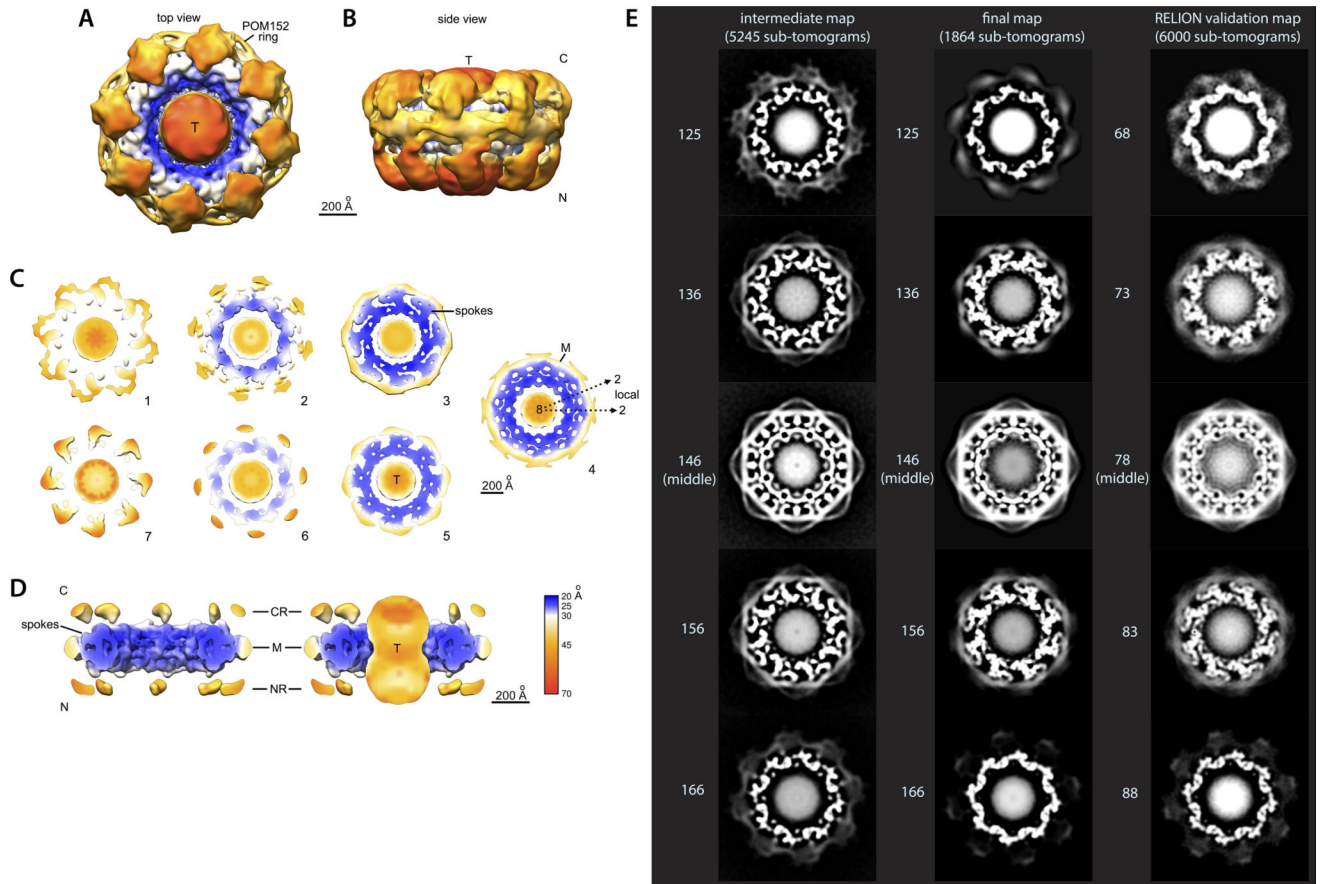 A
top view
POM152
ring
T
200 Å
B
side view
T
C
N
C
1
2
3
spokes
M
2
local
8
2
4
200 Å
7
6
T
5
D
C
spokes
CR
M
NR
N
T
200 Å
20 Å
25
30
45
70
E
intermediate map
(5245 sub-tomograms)
final map
(1864 sub-tomograms)
RELION validation map
(6000 sub-tomograms)
125
125
68
136
136
73
146
(middle)
146
(middle)
78
(middle)
156
156
83
166
166
88